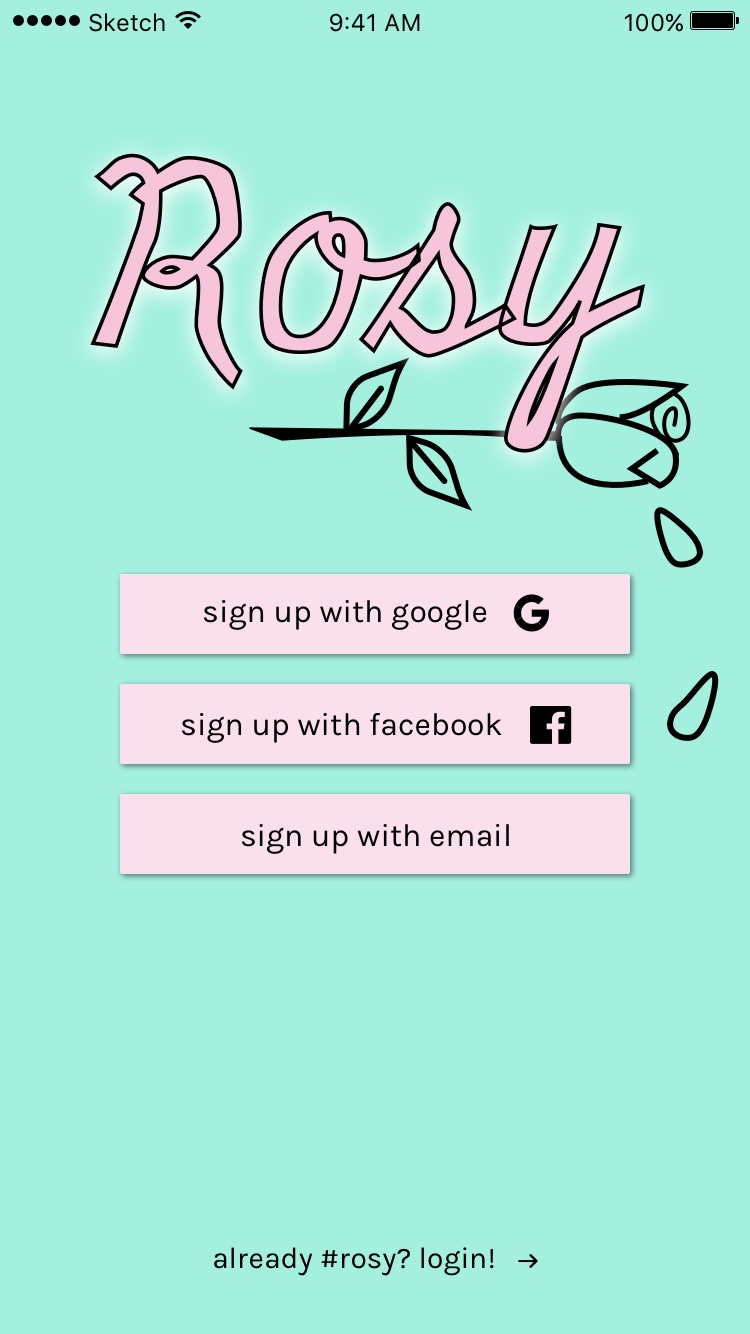 Sketch 9:41 AM 100%
Rosy
sign up with google
sign up with facebook
sign up with email
already #rosy? login! →